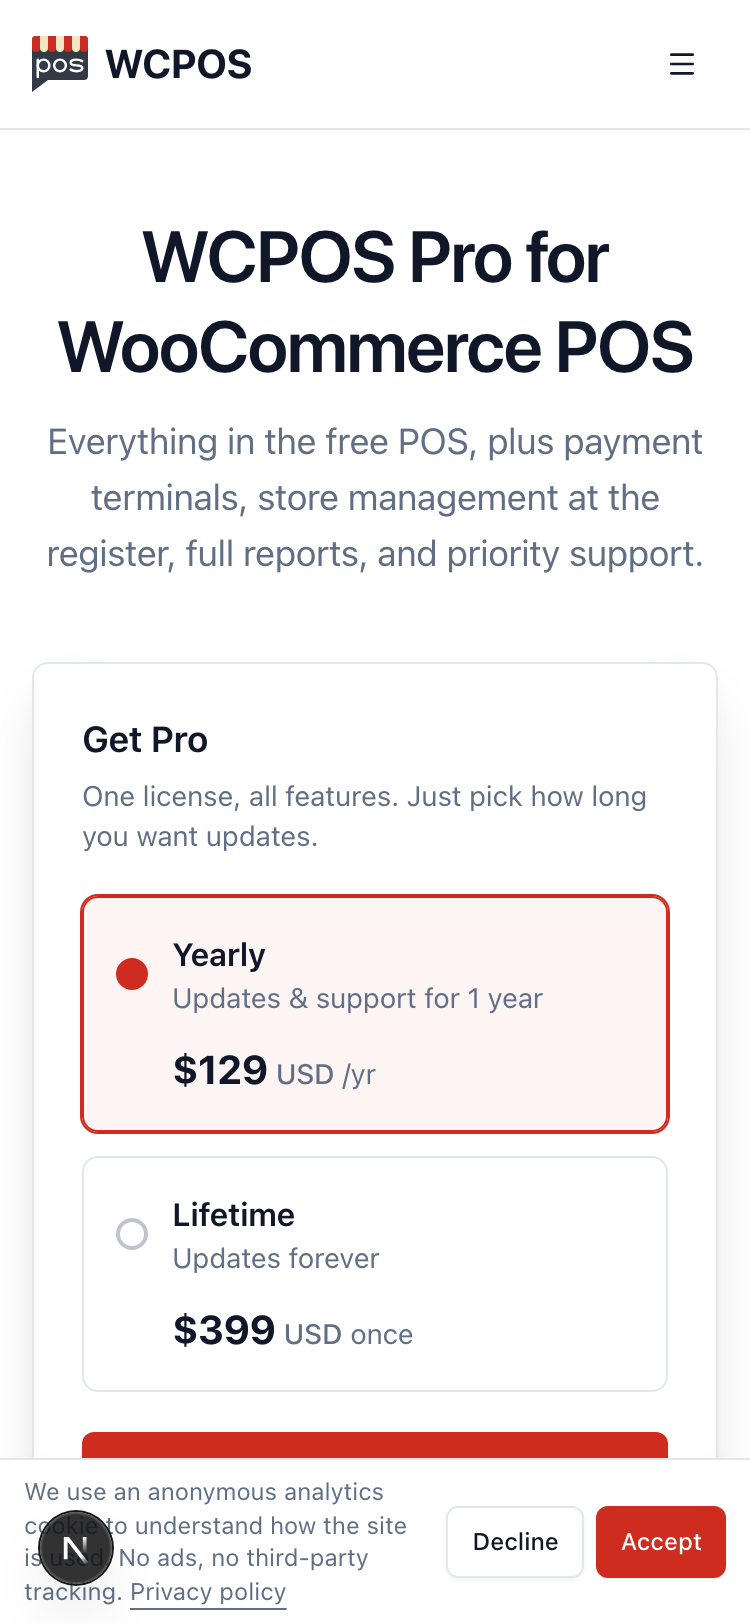 pos WCPOS
WCPOS Pro for
WooCommerce POS
Everything in the free POS, plus payment
terminals, store management at the
register, full reports, and priority support.
Get Pro
One license, all features. Just pick how long
you want updates.
Yearly
Updates & support for 1 year
$129 USD /yr
Lifetime
Updates forever
$399 USD once
We use an anonymous analytics
cookie to understand how the site
is used. No ads, no third-party
tracking. Privacy policy
N
Decline
Accept